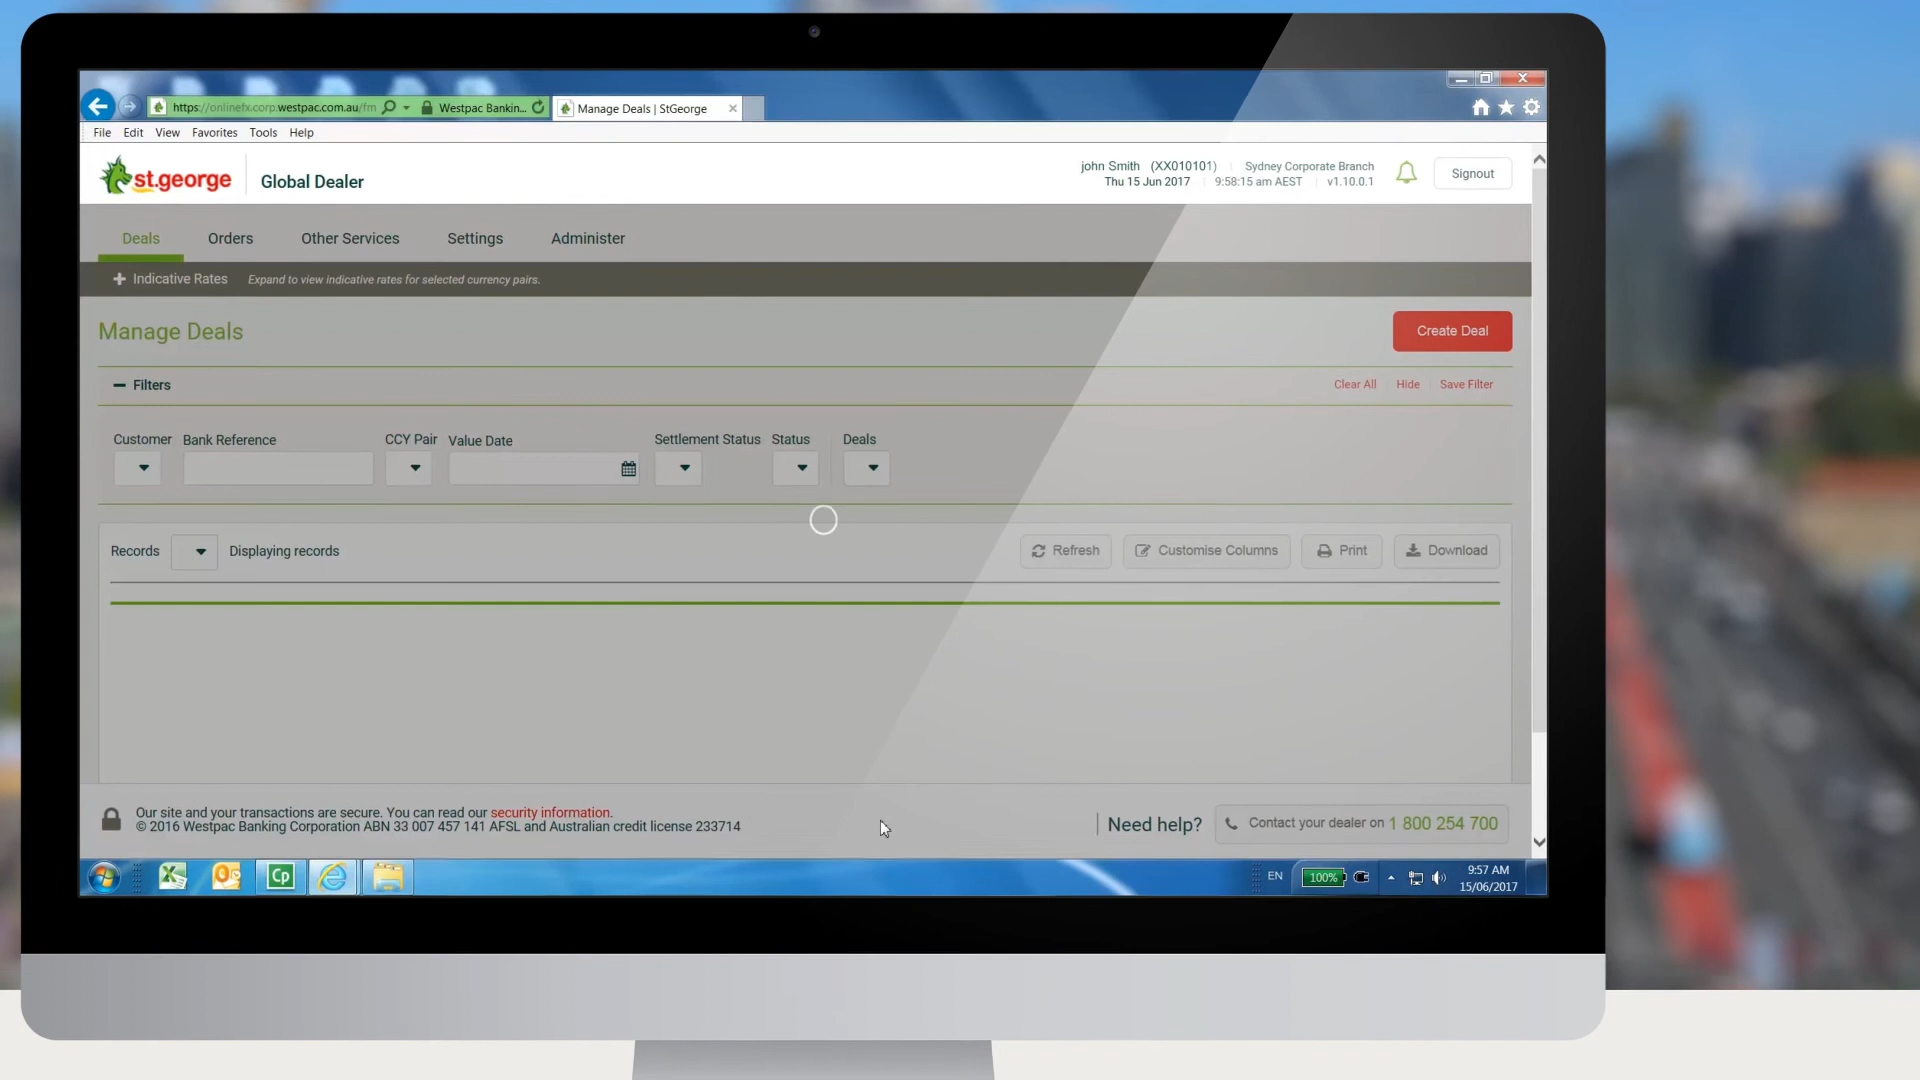 https://onlinefx.corp.westpac.com.au/fm
Westpac Bankin...
Manage Deals | StGeorge
File Edit View Favorites Tools Help
st.george
Global Dealer
john Smith (XX010101)
Sydney Corporate Branch
Thu 15 Jun 2017
9:58:15 am AEST
v1.10.0.1
Signout
Deals Orders Other Services Settings Administer
Indicative Rates Expand to view indicative rates for selected currency pairs.
Manage Deals
Create Deal
Filters
Clear All Hide Save Filter
Customer Bank Reference CCY Pair Value Date Settlement Status Status Deals
Records Displaying records
Refresh Customise Columns Print Download
Our site and your transactions are secure. You can read our security information.
© 2016 Westpac Banking Corporation ABN 33 007 457 141 AFSL and Australian credit license 233714
Need help?
Contact your dealer on 1 800 254 700
Cp
EN
100%
9:57 AM
15/06/2017